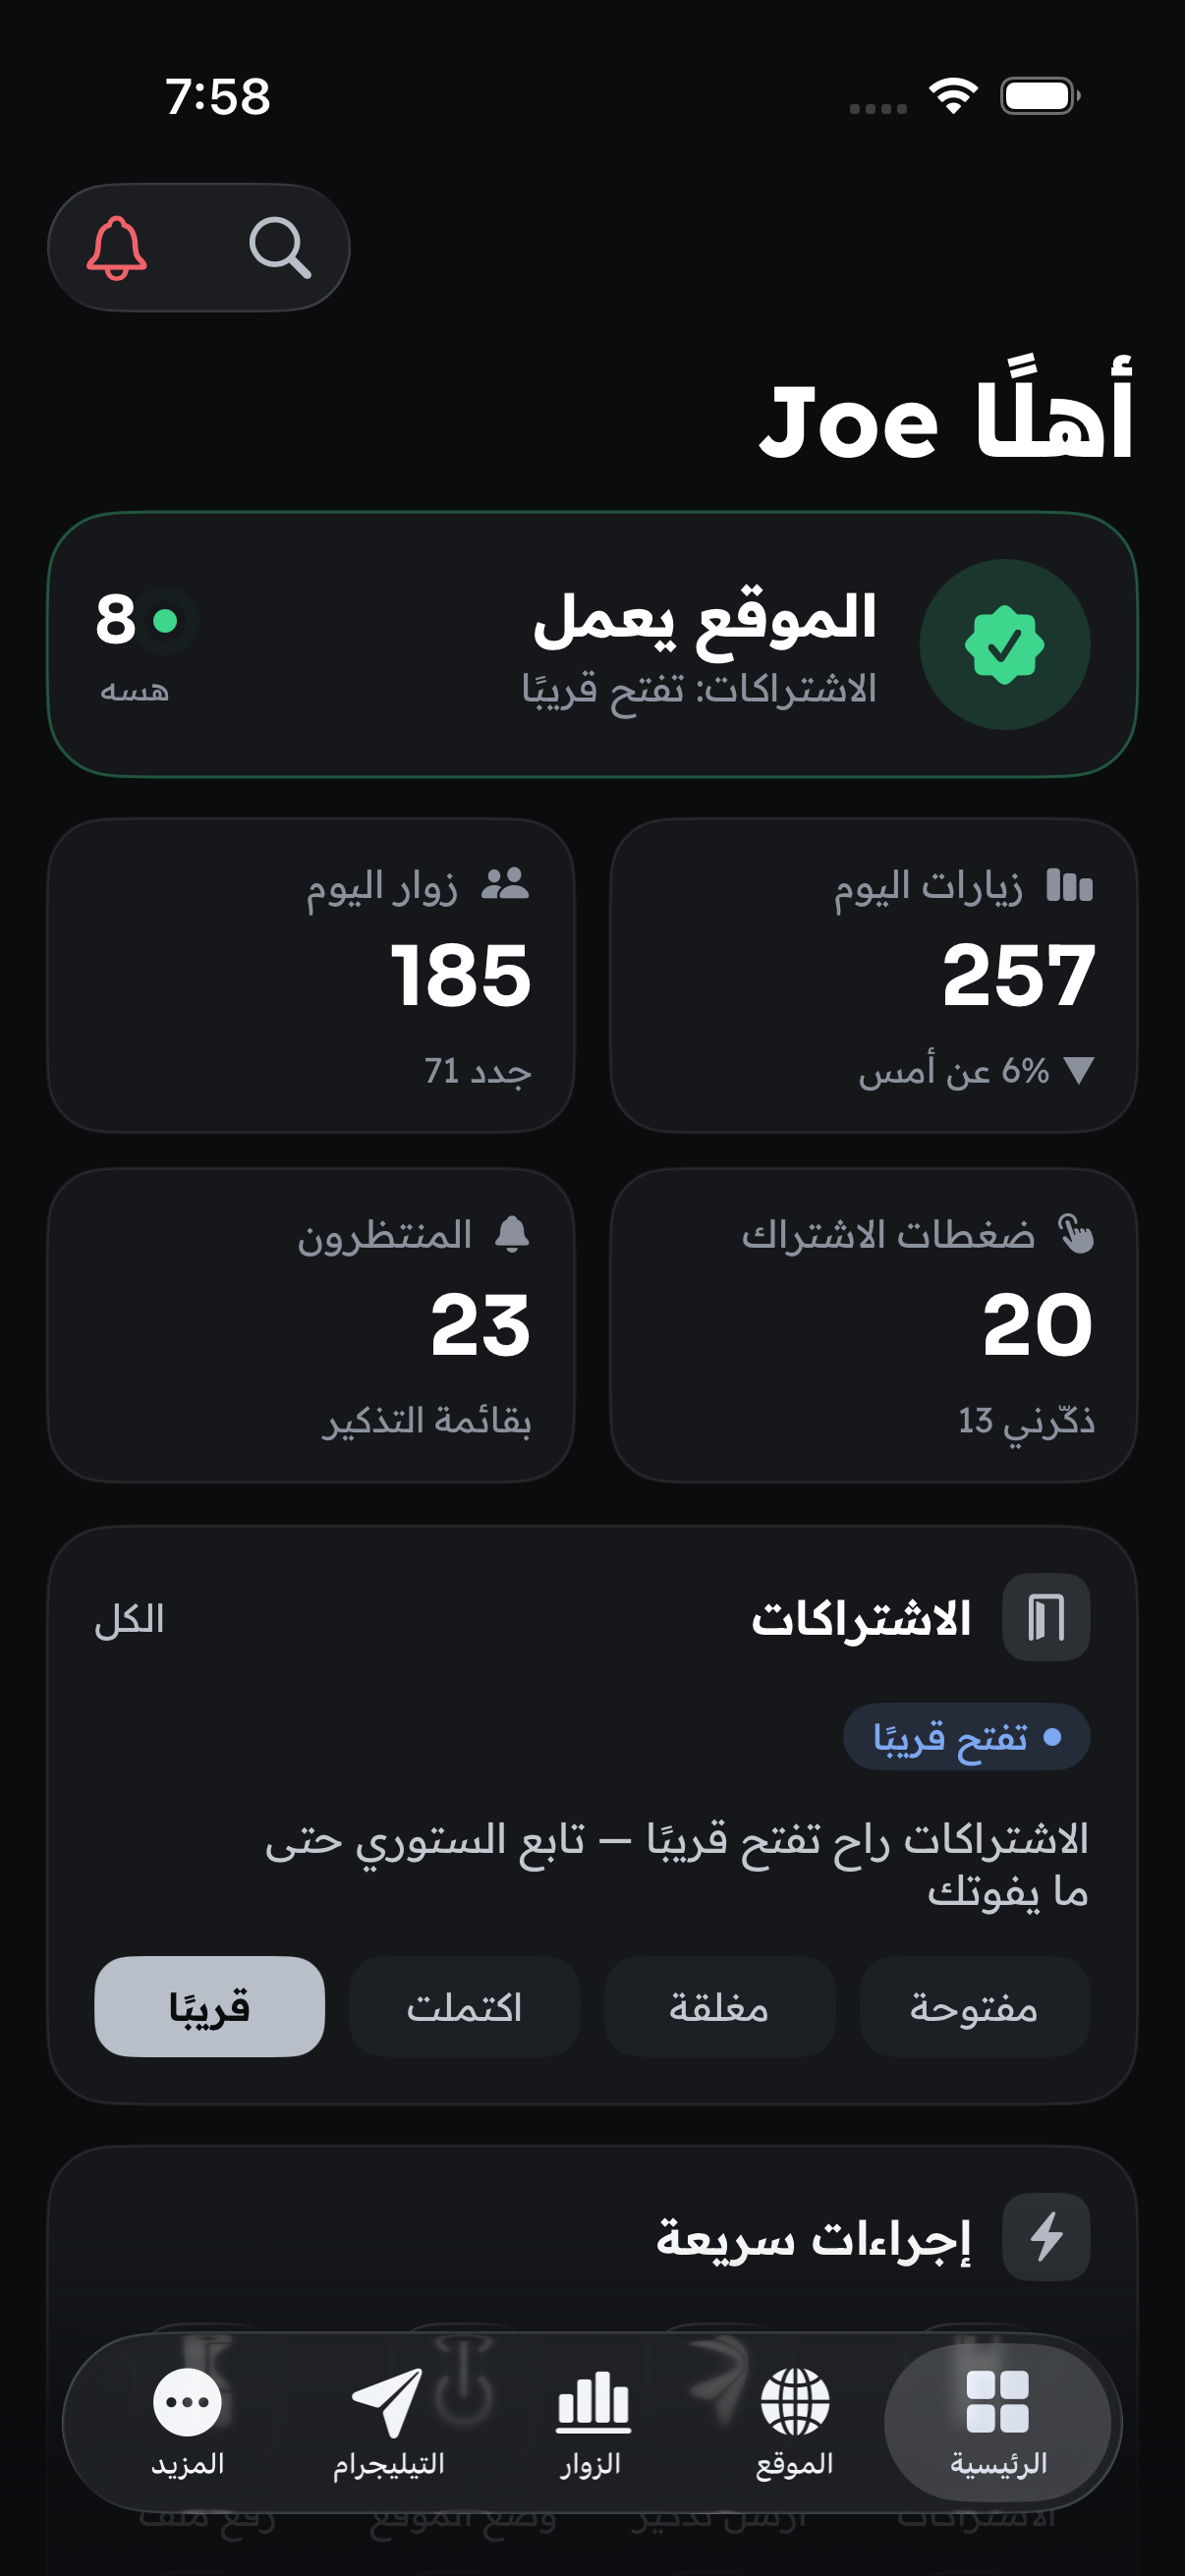 7:58
أهلًا Joe
الموقع يعمل
8
الاشتراكات: تفتح قريبًا
هسه
زيارات اليوم
257
▼ 6% عن أمس
زوار اليوم
185
جدد 71
ضغطات الاشتراك
20
ذكّرني 13
المنتظرون
23
بقائمة التذكير
الاشتراكات
الكل
تفتح قريبًا
الاشتراكات راح تفتح قريبًا — تابع الستوري حتى
ما يفوتك
مفتوحة
مغلقة
اكتملت
قريبًا
إجراءات سريعة
الرئيسية
الموقع
الزوار
التيليجرام
المزيد